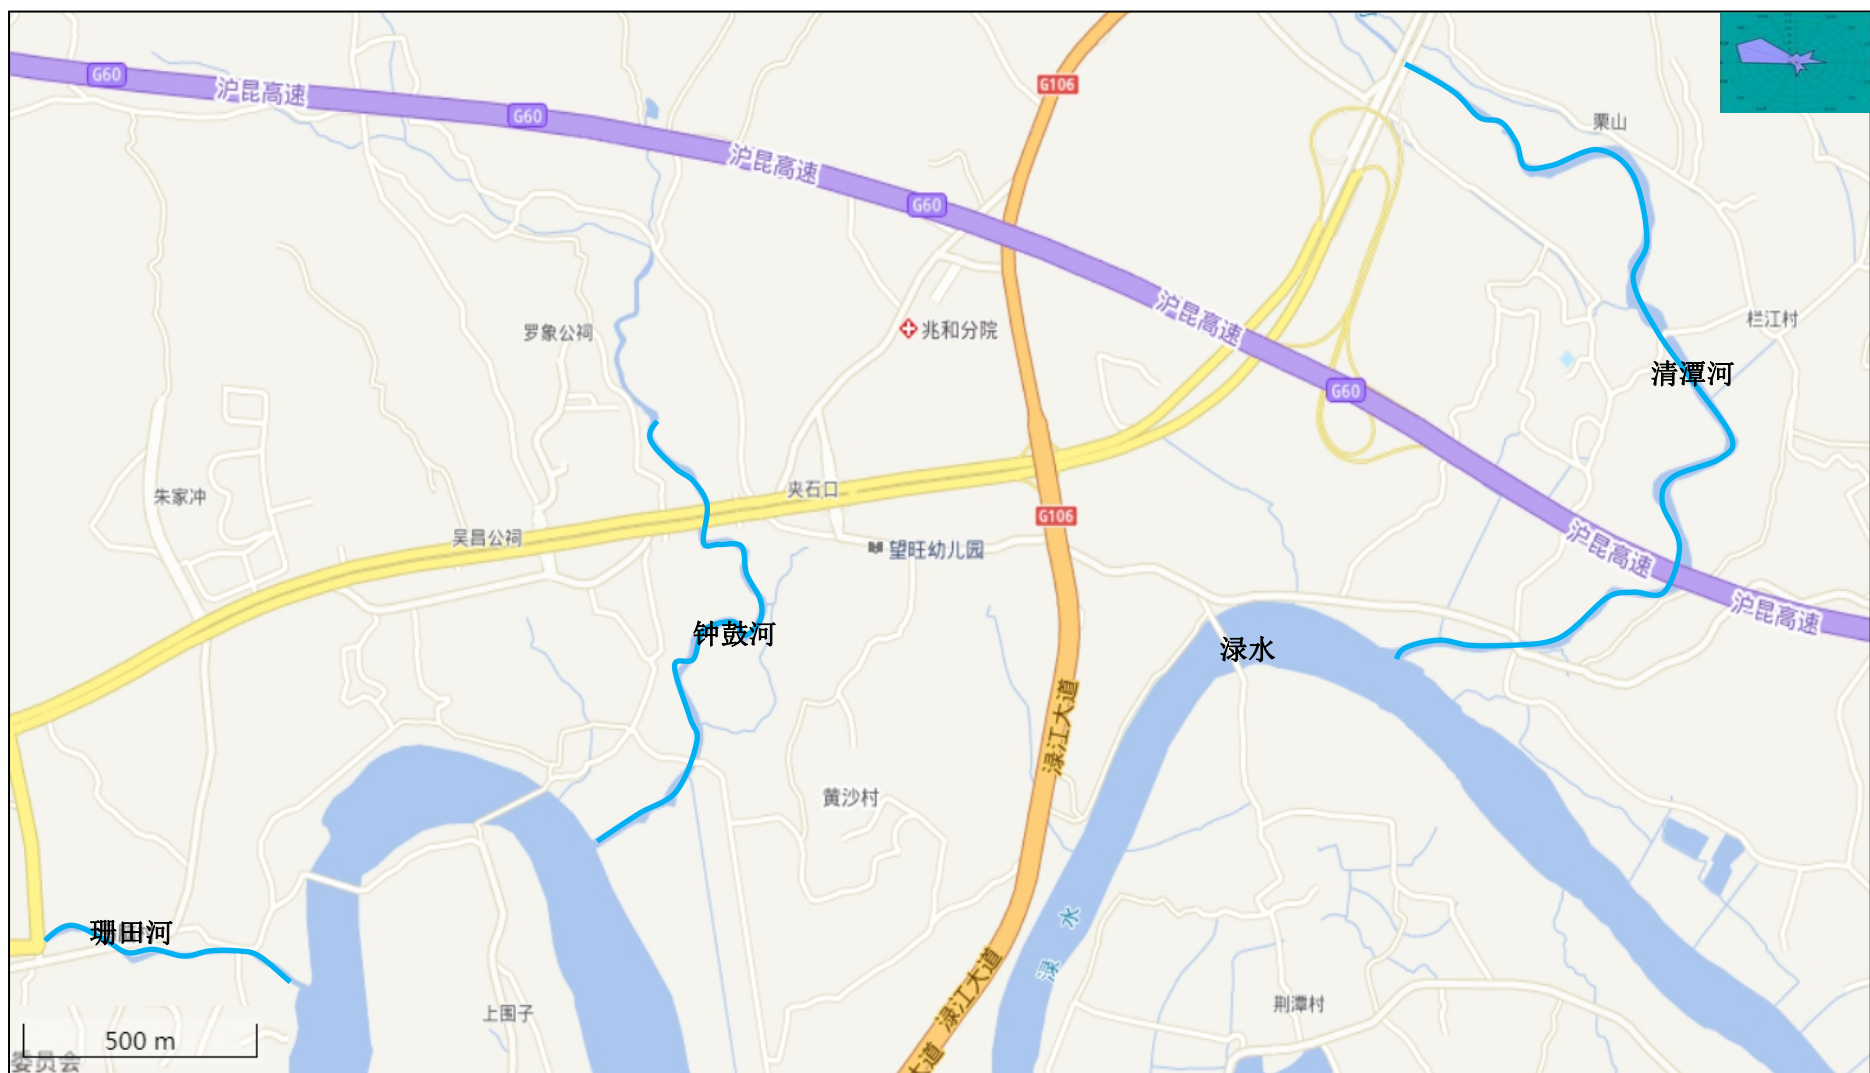 G60
沪昆高速
G60
沪昆高速
G60
G106
栗山
沪昆高速
栏江村
罗象公祠
兆和分院
清潭河
G60
朱家冲
夹石口
吴昌公祠
G106
望旺幼儿园
沪昆高速
沪昆高速
钟鼓河
渌水
渌江大道
黄沙村
珊田河
水
渌
渌江大道
上围子
荆潭村
500 m
大道
委员会